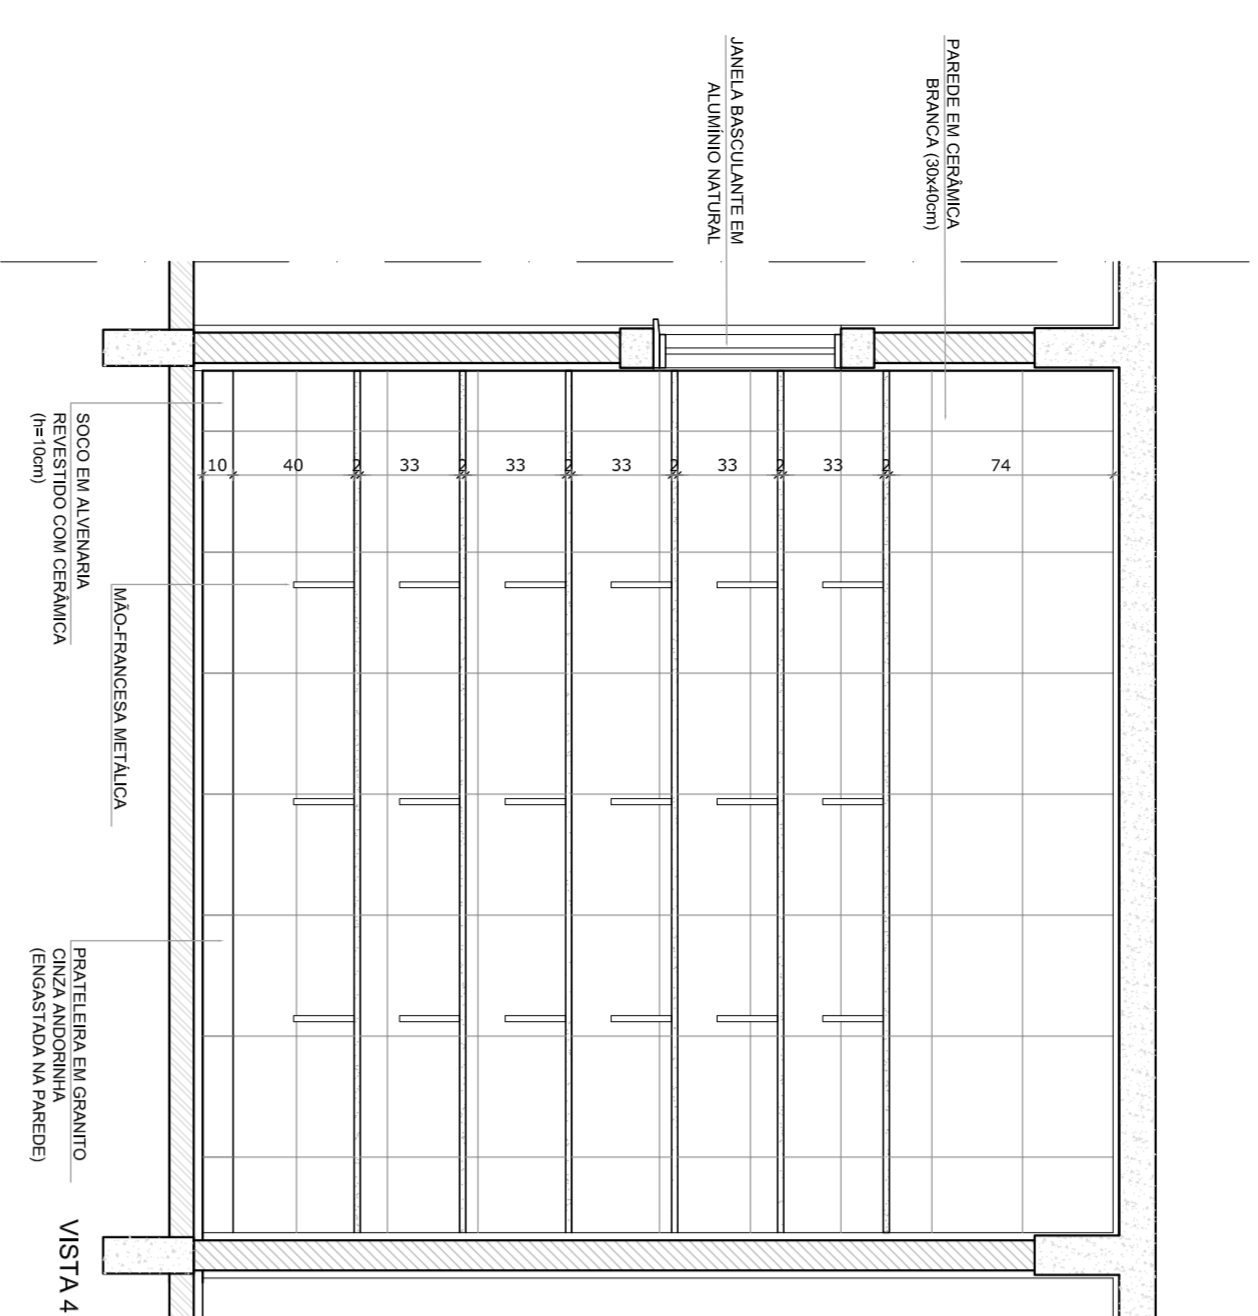 PAREDE EM CERÂMICA
BRANCA (30x40cm)
JANELA BASCULANTE EM
ALUMÍNIO NATURAL
10
40
2
33
2
33
2
33
2
33
2
33
2
74
SOCO EM ALVENARIA
REVESTIDO COM CERÂMICA
(h=10cm)
MÃO-FRANCESA METÁLICA
PRATELEIRA EM GRANITO
CINZA ANDORINHA
(ENGASTADA NA PAREDE)
VISTA 4